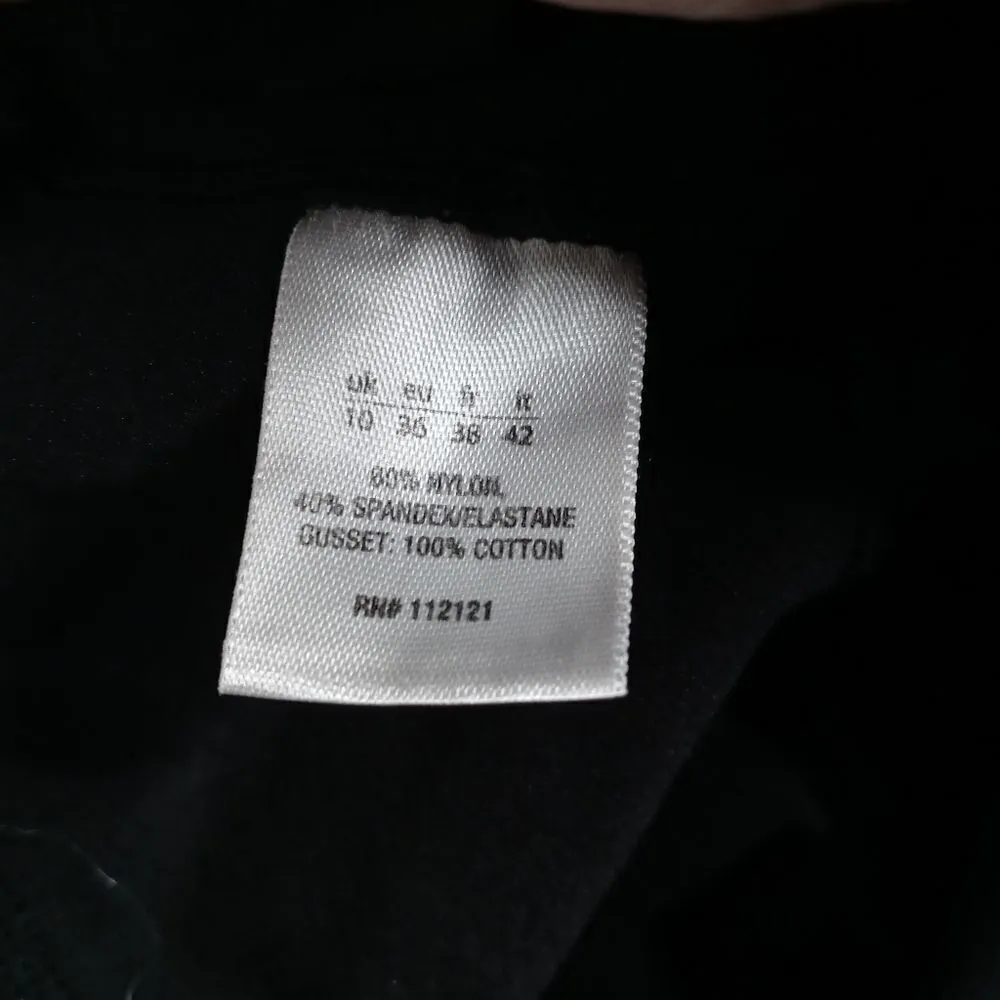 uk eu fr it
10 36 38 42
60% NYLON,
40% SPANDEX/ELASTANE
GUSSET: 100% COTTON
RN# 112121